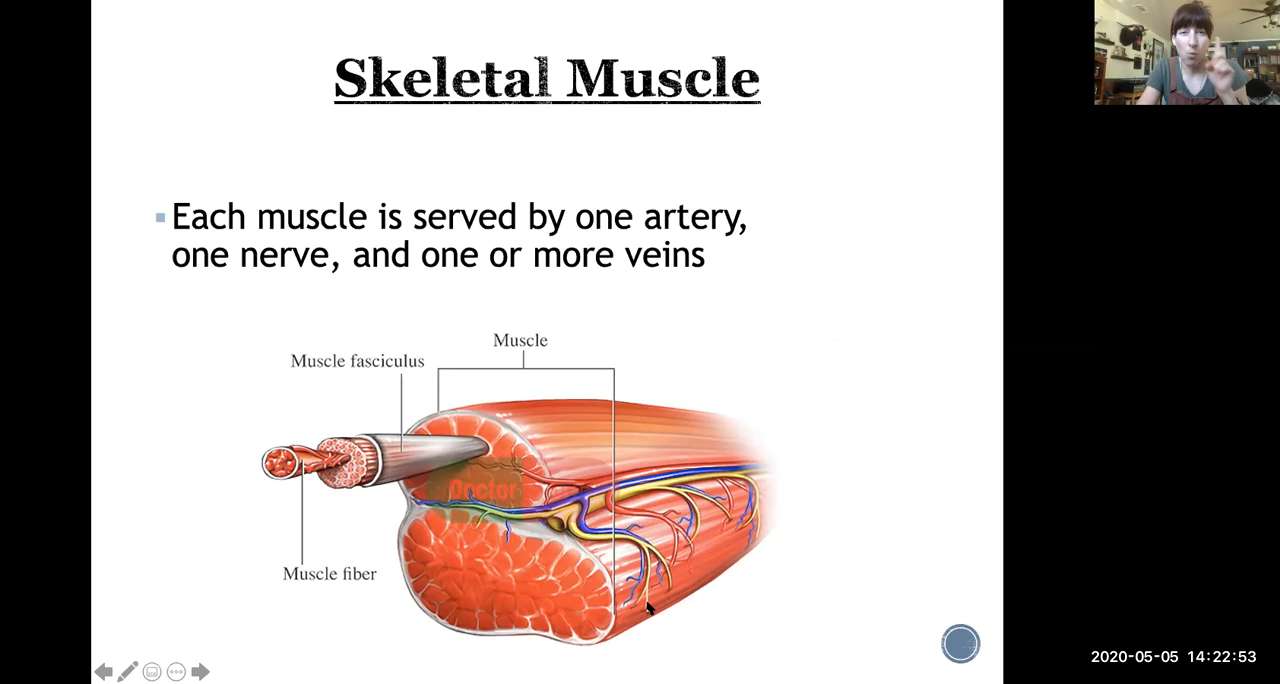 Skeletal Muscle
Each muscle is served by one artery,
one nerve, and one or more veins
Muscle
Muscle fasciculus
Doctor
Muscle fiber
2020-05-05 14:22:53